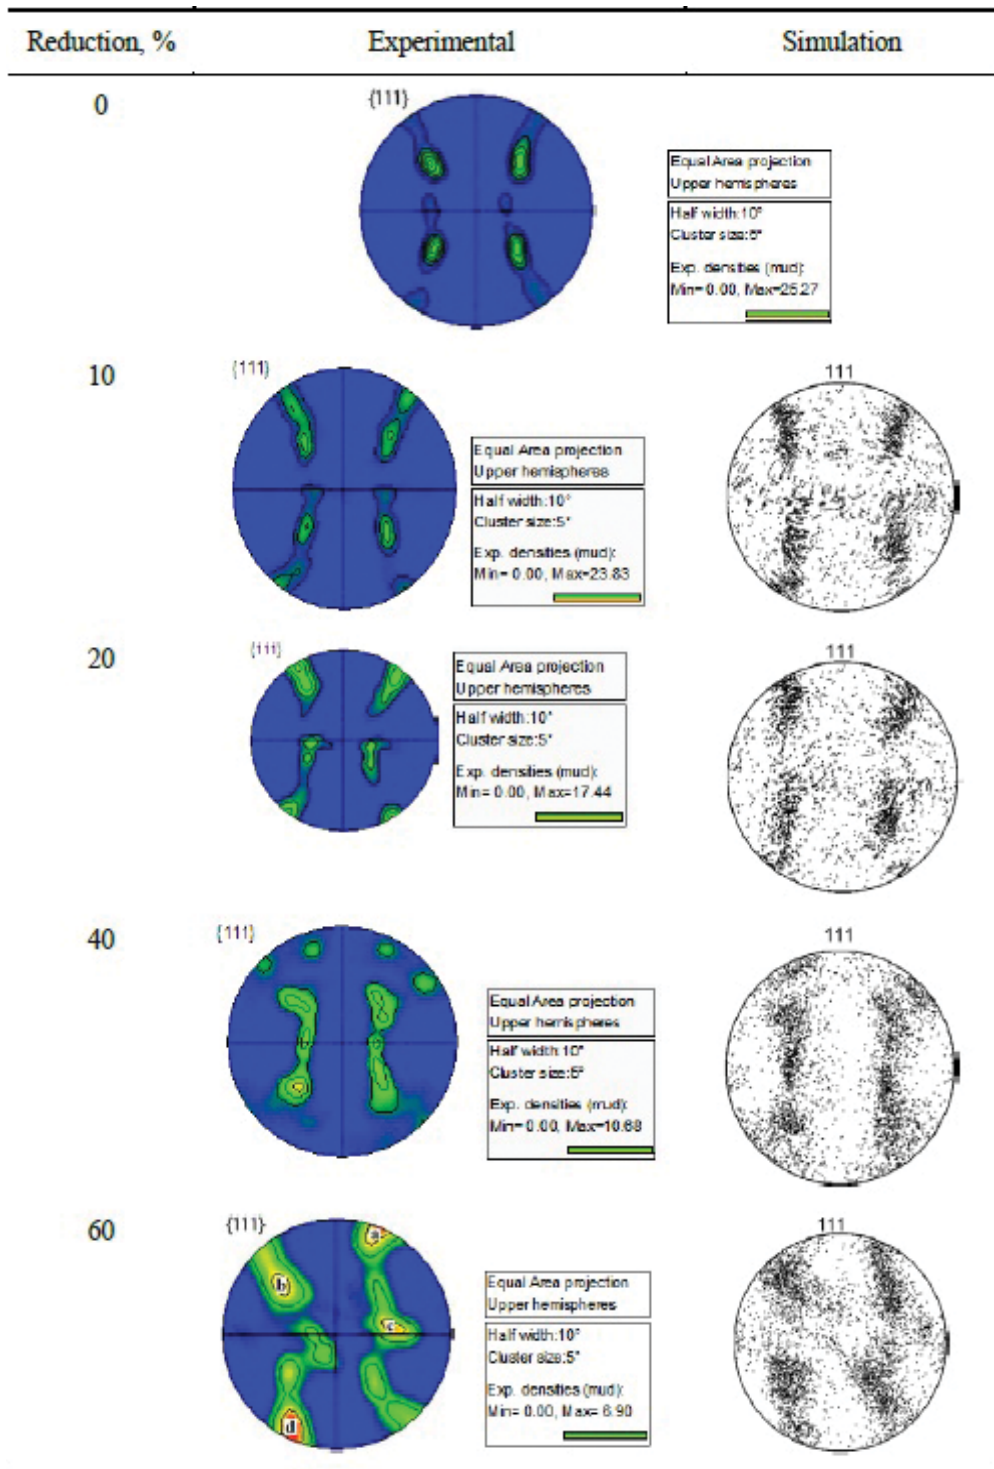 Reduction, % Experimental Simulation
0
{111}
Equal Area projection
Upper hemispheres
Half width:10°
Cluster size:5°
Exp. densities (mud):
Min= 0.00, Max=25.27
10
{111}
Equal Area projection
Upper hemispheres
Half width:10°
Cluster size:5°
Exp. densities (mud):
Min= 0.00, Max=23.83
111
20
{111}
Equal Area projection
Upper hemispheres
Half width:10°
Cluster size:5°
Exp. densities (mud):
Min= 0.00, Max=17.44
111
40
{111}
Equal Area projection
Upper hemispheres
Half width:10°
Cluster size:5°
Exp. densities (mud):
Min= 0.00, Max=10.68
111
60
{111}
a
b
c
d
Equal Area projection
Upper hemispheres
Half width:10°
Cluster size:5°
Exp. densities (mud):
Min= 0.00, Max= 6.90
111